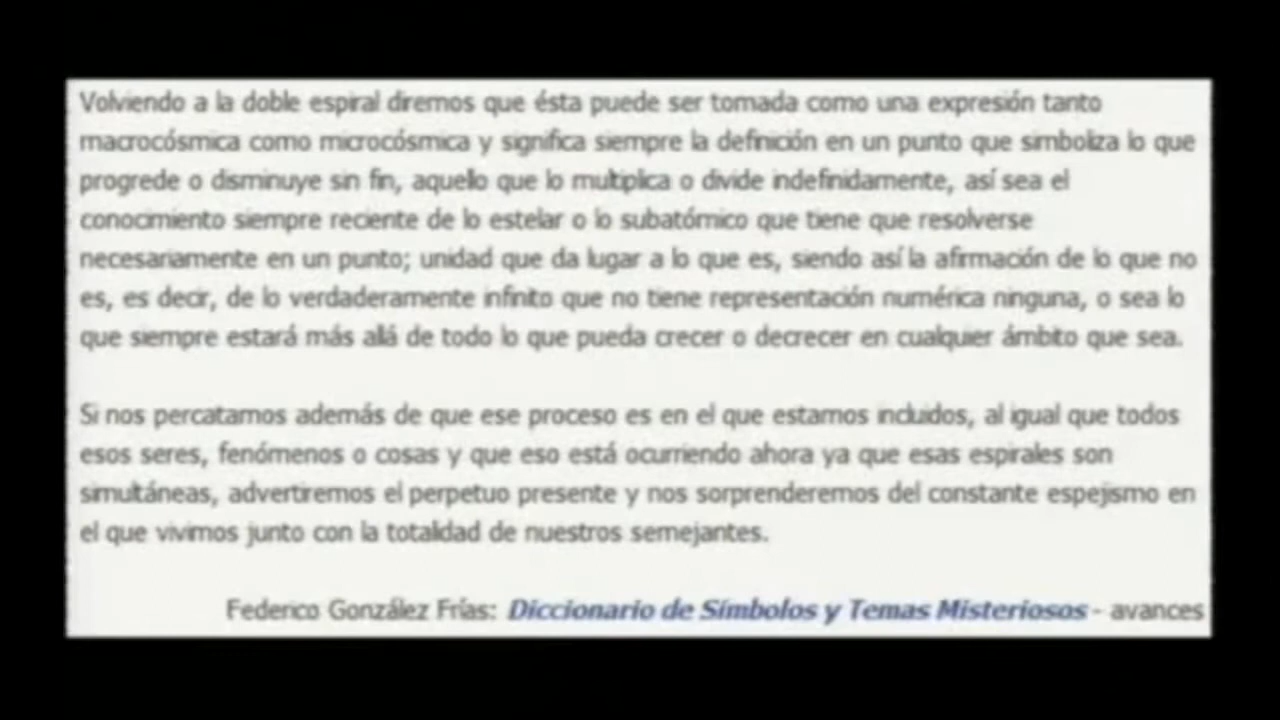 Volviendo a la doble espiral diremos que ésta puede ser tomada como una expresión tanto
macrocósmica como microcósmica y significa siempre la definición en un punto que simboliza lo que
progrede o disminuye sin fin, aquello que lo multiplica o divide indefinidamente, así sea el
conocimiento siempre reciente de lo estelar o lo subatómico que tiene que resolverse
necesariamente en un punto; unidad que da lugar a lo que es, siendo así la afirmación de lo que no
es, es decir, de lo verdaderamente infinito que no tiene representación numérica ninguna, o sea lo
que siempre estará más allá de todo lo que pueda crecer o decrecer en cualquier ámbito que sea.
Si nos percatamos además de que ese proceso es en el que estamos incluidos, al igual que todos
esos seres, fenómenos o cosas y que eso está ocurriendo ahora ya que esas espirales son
simultáneas, advertiremos el perpetuo presente y nos sorprenderemos del constante espejismo en
el que vivimos junto con la totalidad de nuestros semejantes.
Federico González Frías: Diccionario de Símbolos y Temas Misteriosos - avances